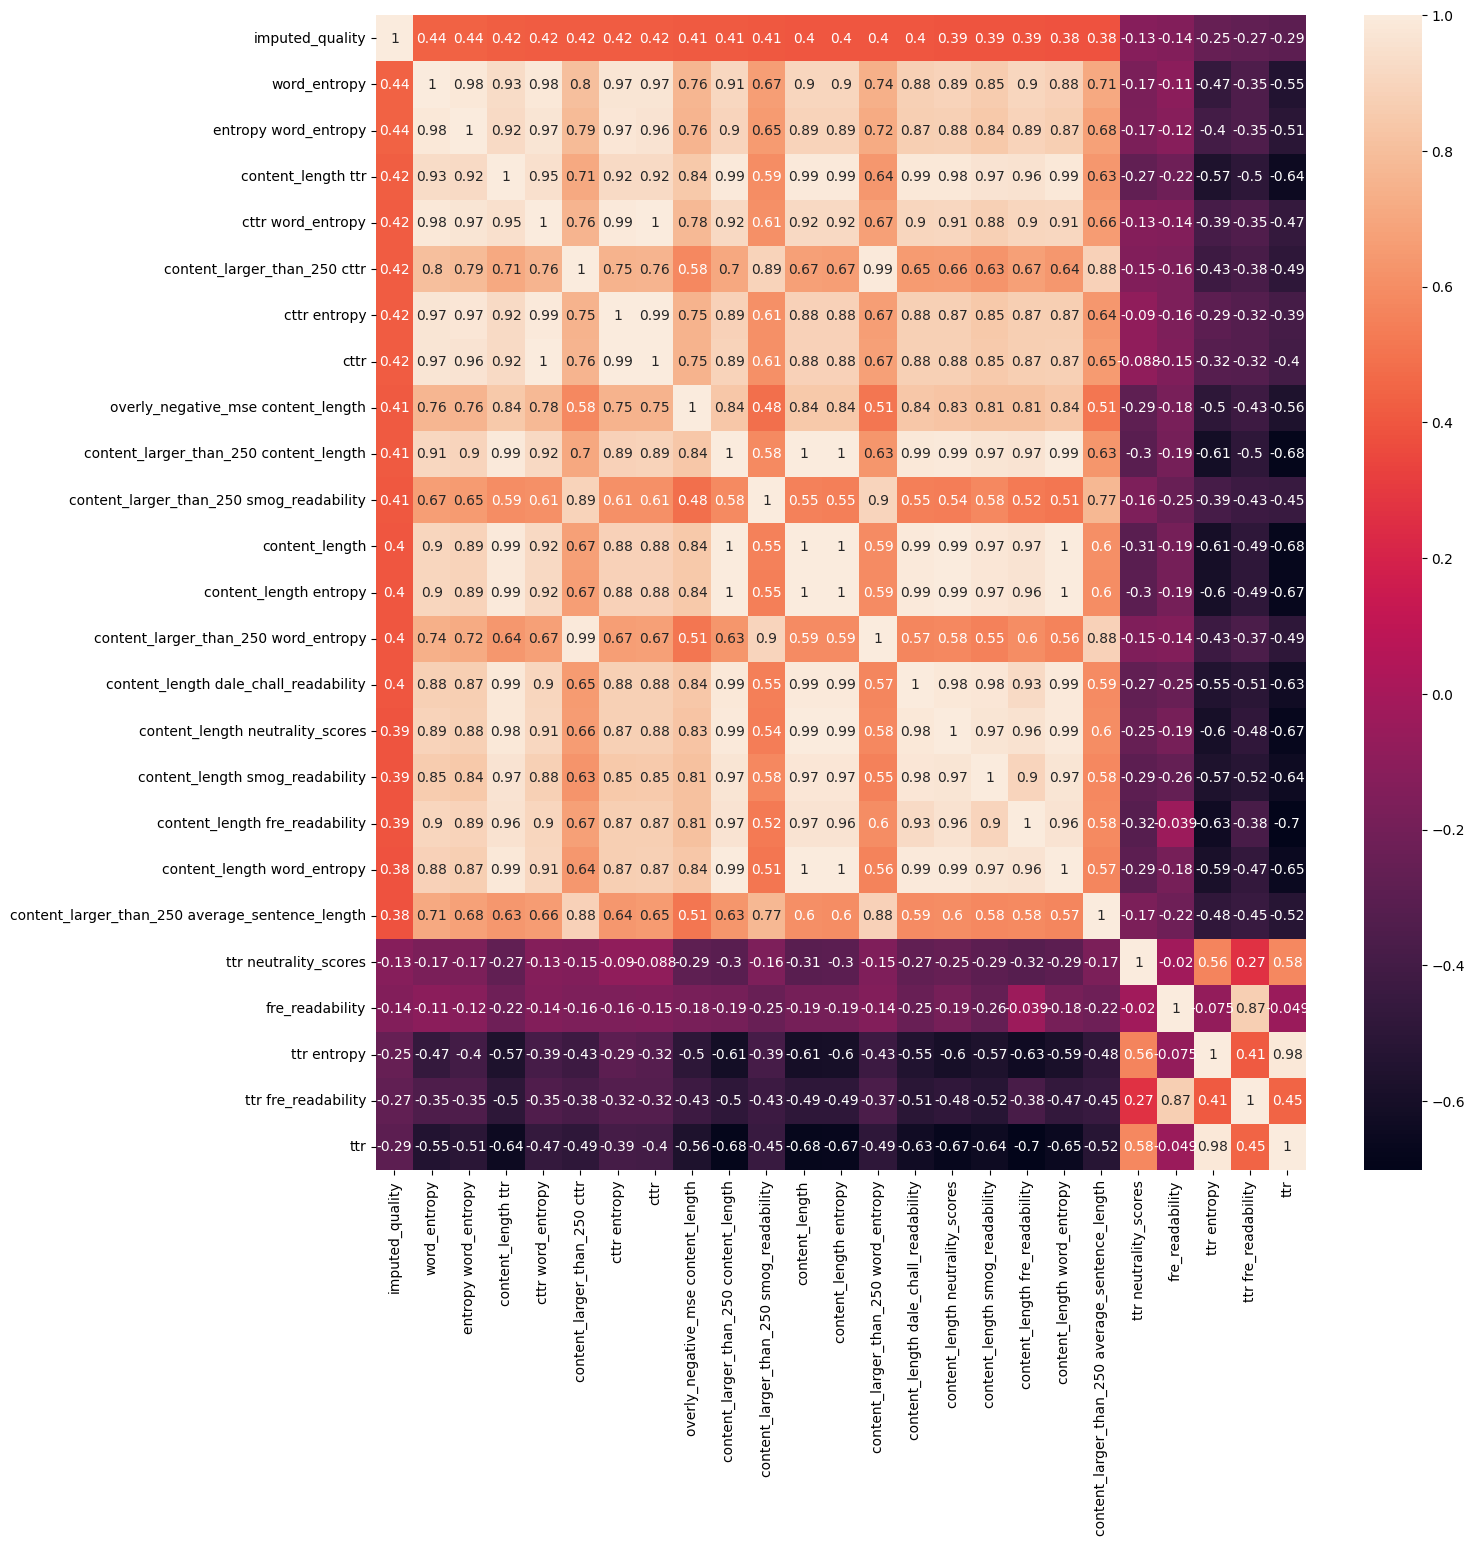 imputed_quality 1 0.44 0.44 0.42 0.42 0.42 0.42 0.42 0.41 0.41 0.41 0.4 0.4 0.4 0.4 0.39 0.39 0.39 0.38 0.38 -0.13 -0.14 -0.25 -0.27 -0.29
word_entropy 0.44 1 0.98 0.93 0.98 0.8 0.97 0.97 0.76 0.91 0.67 0.9 0.9 0.74 0.88 0.89 0.85 0.9 0.88 0.71 -0.17 -0.11 -0.47 -0.35 -0.55
entropy word_entropy 0.44 0.98 1 0.92 0.97 0.79 0.97 0.96 0.76 0.9 0.65 0.89 0.89 0.72 0.87 0.88 0.84 0.89 0.87 0.68 -0.17 -0.12 -0.4 -0.35 -0.51
content_length ttr 0.42 0.93 0.92 1 0.95 0.71 0.92 0.92 0.84 0.99 0.59 0.99 0.99 0.64 0.99 0.98 0.97 0.96 0.99 0.63 -0.27 -0.22 -0.57 -0.5 -0.64
cttr word_entropy 0.42 0.98 0.97 0.95 1 0.76 0.99 1 0.78 0.92 0.61 0.92 0.92 0.67 0.9 0.91 0.88 0.9 0.91 0.66 -0.13 -0.14 -0.39 -0.35 -0.47
content_larger_than_250 cttr 0.42 0.8 0.79 0.71 0.76 1 0.75 0.76 0.58 0.7 0.89 0.67 0.67 0.99 0.65 0.66 0.63 0.67 0.64 0.88 -0.15 -0.16 -0.43 -0.38 -0.49
cttr entropy 0.42 0.97 0.97 0.92 0.99 0.75 1 0.99 0.75 0.89 0.61 0.88 0.88 0.67 0.88 0.87 0.85 0.87 0.87 0.64 -0.09 -0.16 -0.29 -0.32 -0.39
cttr 0.42 0.97 0.96 0.92 1 0.76 0.99 1 0.75 0.89 0.61 0.88 0.88 0.67 0.88 0.88 0.85 0.87 0.87 0.65 -0.088 -0.15 -0.32 -0.32 -0.4
overly_negative_mse content_length 0.41 0.76 0.76 0.84 0.78 0.58 0.75 0.75 1 0.84 0.48 0.84 0.84 0.51 0.84 0.83 0.81 0.81 0.84 0.51 -0.29 -0.18 -0.5 -0.43 -0.56
content_larger_than_250 content_length 0.41 0.91 0.9 0.99 0.92 0.7 0.89 0.89 0.84 1 0.58 1 1 0.63 0.99 0.99 0.97 0.97 0.99 0.63 -0.3 -0.19 -0.61 -0.5 -0.68
content_larger_than_250 smog_readability 0.41 0.67 0.65 0.59 0.61 0.89 0.61 0.61 0.48 0.58 1 0.55 0.55 0.9 0.55 0.54 0.58 0.52 0.51 0.77 -0.16 -0.25 -0.39 -0.43 -0.45
content_length 0.4 0.9 0.89 0.99 0.92 0.67 0.88 0.88 0.84 1 0.55 1 1 0.59 0.99 0.99 0.97 0.97 1 0.6 -0.31 -0.19 -0.61 -0.49 -0.68
content_length entropy 0.4 0.9 0.89 0.99 0.92 0.67 0.88 0.88 0.84 1 0.55 1 1 0.59 0.99 0.99 0.97 0.96 1 0.6 -0.3 -0.19 -0.6 -0.49 -0.67
content_larger_than_250 word_entropy 0.4 0.74 0.72 0.64 0.67 0.99 0.67 0.67 0.51 0.63 0.9 0.59 0.59 1 0.57 0.58 0.55 0.6 0.56 0.88 -0.15 -0.14 -0.43 -0.37 -0.49
content_length dale_chall_readability 0.4 0.88 0.87 0.99 0.9 0.65 0.88 0.88 0.84 0.99 0.55 0.99 0.99 0.57 1 0.98 0.98 0.93 0.99 0.59 -0.27 -0.25 -0.55 -0.51 -0.63
content_length neutrality_scores 0.39 0.89 0.88 0.98 0.91 0.66 0.87 0.88 0.83 0.99 0.54 0.99 0.99 0.58 0.98 1 0.97 0.96 0.99 0.6 -0.25 -0.19 -0.6 -0.48 -0.67
content_length smog_readability 0.39 0.85 0.84 0.97 0.88 0.63 0.85 0.85 0.81 0.97 0.58 0.97 0.97 0.55 0.98 0.97 1 0.9 0.97 0.58 -0.29 -0.26 -0.57 -0.52 -0.64
content_length fre_readability 0.39 0.9 0.89 0.96 0.9 0.67 0.87 0.87 0.81 0.97 0.52 0.97 0.96 0.6 0.93 0.96 0.9 1 0.96 0.58 -0.32 -0.039 -0.63 -0.38 -0.7
content_length word_entropy 0.38 0.88 0.87 0.99 0.91 0.64 0.87 0.87 0.84 0.99 0.51 1 1 0.56 0.99 0.99 0.97 0.96 1 0.57 -0.29 -0.18 -0.59 -0.47 -0.65
content_larger_than_250 average_sentence_length 0.38 0.71 0.68 0.63 0.66 0.88 0.64 0.65 0.51 0.63 0.77 0.6 0.6 0.88 0.59 0.6 0.58 0.58 0.57 1 -0.17 -0.22 -0.48 -0.45 -0.52
ttr neutrality_scores -0.13 -0.17 -0.17 -0.27 -0.13 -0.15 -0.09 -0.088 -0.29 -0.3 -0.16 -0.31 -0.3 -0.15 -0.27 -0.25 -0.29 -0.32 -0.29 -0.17 1 -0.02 0.56 0.27 0.58
fre_readability -0.14 -0.11 -0.12 -0.22 -0.14 -0.16 -0.16 -0.15 -0.18 -0.19 -0.25 -0.19 -0.19 -0.14 -0.25 -0.19 -0.26 -0.039 -0.18 -0.22 -0.02 1 -0.075 0.87 -0.049
ttr entropy -0.25 -0.47 -0.4 -0.57 -0.39 -0.43 -0.29 -0.32 -0.5 -0.61 -0.39 -0.61 -0.6 -0.43 -0.55 -0.6 -0.57 -0.63 -0.59 -0.48 0.56 -0.075 1 0.41 0.98
ttr fre_readability -0.27 -0.35 -0.35 -0.5 -0.35 -0.38 -0.32 -0.32 -0.43 -0.5 -0.43 -0.49 -0.49 -0.37 -0.51 -0.48 -0.52 -0.38 -0.47 -0.45 0.27 0.87 0.41 1 0.45
ttr -0.29 -0.55 -0.51 -0.64 -0.47 -0.49 -0.39 -0.4 -0.56 -0.68 -0.45 -0.68 -0.67 -0.49 -0.63 -0.67 -0.64 -0.7 -0.65 -0.52 0.58 -0.049 0.98 0.45 1
imputed_quality
word_entropy
entropy word_entropy
content_length ttr
cttr word_entropy
content_larger_than_250 cttr
cttr entropy
cttr
overly_negative_mse content_length
content_larger_than_250 content_length
content_larger_than_250 smog_readability
content_length
content_length entropy
content_larger_than_250 word_entropy
content_length dale_chall_readability
content_length neutrality_scores
content_length smog_readability
content_length fre_readability
content_length word_entropy
content_larger_than_250 average_sentence_length
ttr neutrality_scores
fre_readability
ttr entropy
ttr fre_readability
ttr
1.0
0.8
0.6
0.4
0.2
0.0
−0.2
−0.4
−0.6